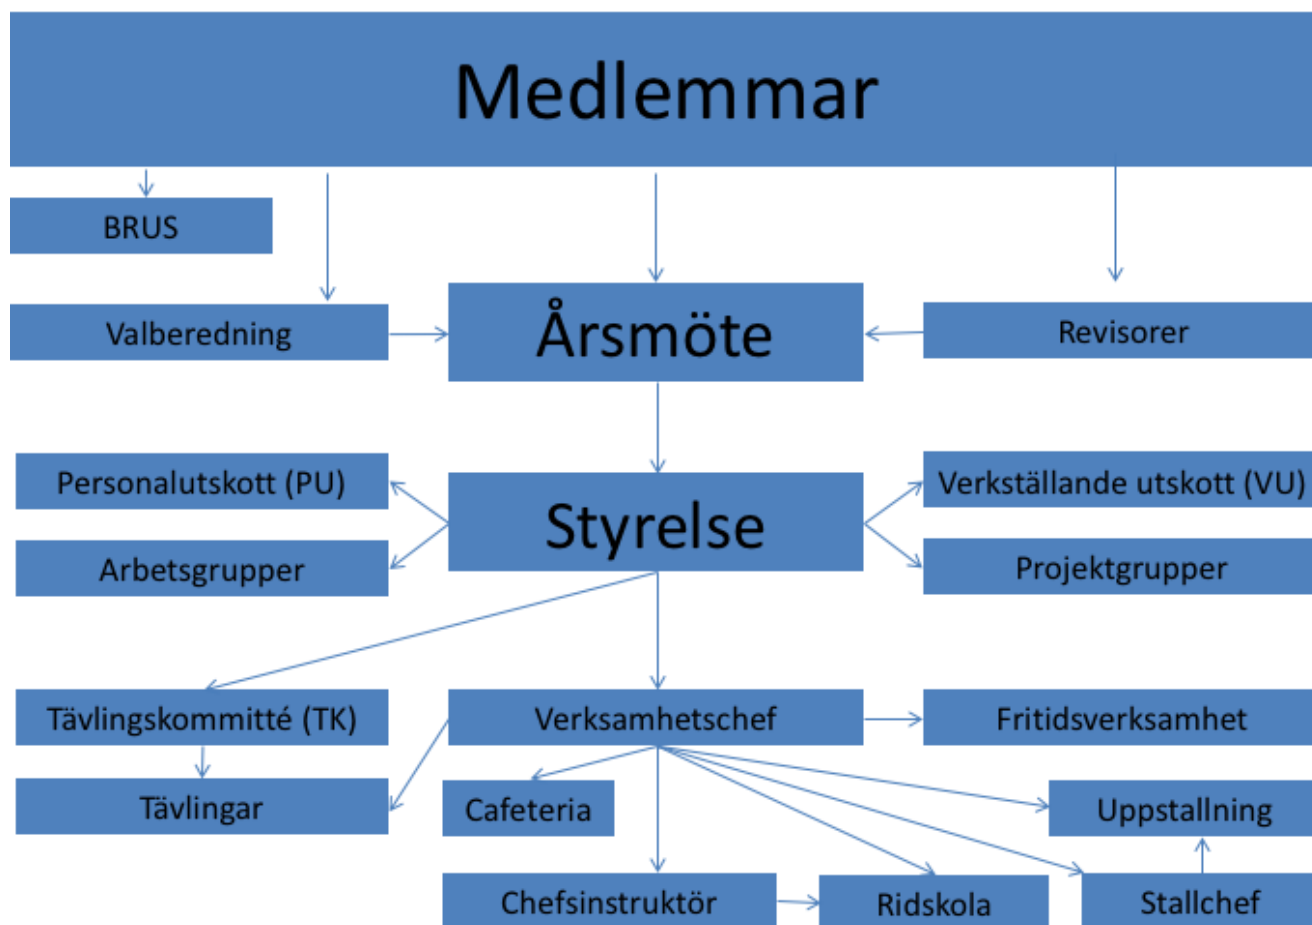 Medlemmar
BRUS
Valberedning
Årsmöte
Revisorer
Personalutskott (PU)
Styrelse
Verkställande utskott (VU)
Arbetsgrupper
Projektgrupper
Tävlingskommitté (TK)
Verksamhetschef
Fritidsverksamhet
Tävlingar
Cafeteria
Uppstallning
Chefsinstruktör
Ridskola
Stallchef